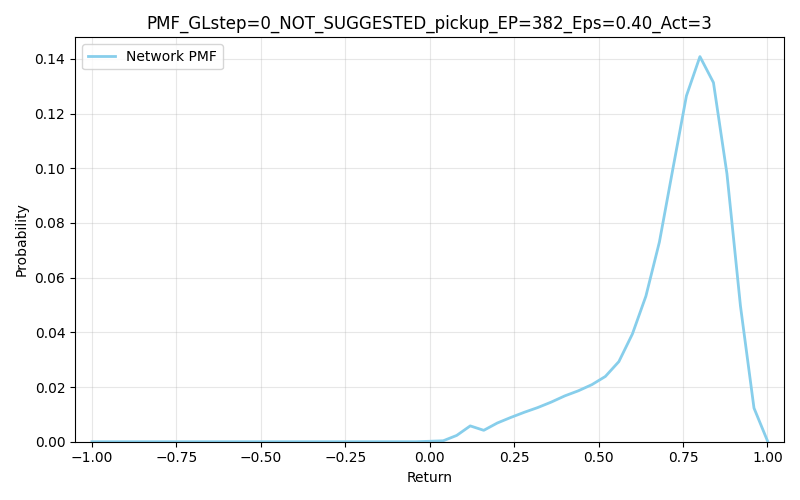 PMF_GLstep=0_NOT_SUGGESTED_pickup_EP=382_Eps=0.40_Act=3
Network PMF
0.14
0.12
0.10
0.08
0.06
0.04
0.02
0.00
Probability
−1.00 −0.75 −0.50 −0.25 0.00 0.25 0.50 0.75 1.00
Return